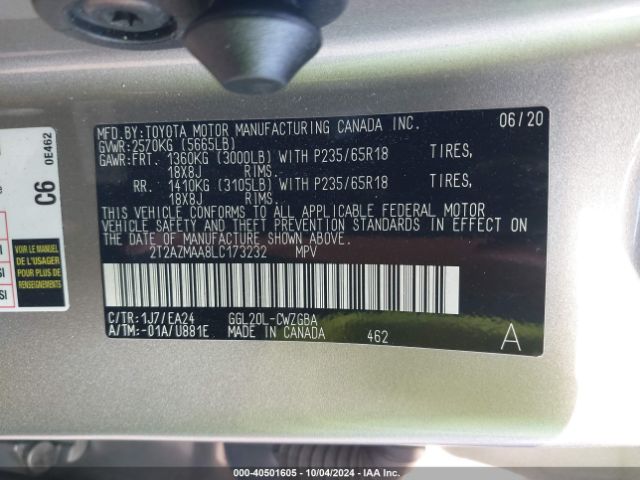 MFD.BY:TOYOTA MOTOR MANUFACTURING CANADA INC. 06/20
GVWR:2570KG (5665LB)
GAWR:FRT. 1360KG (3000LB) WITH P235/65R18 TIRES,
18X8J RIMS.
RR. 1410KG (3105LB) WITH P235/65R18 TIRES,
18X8J RIMS.
THIS VEHICLE CONFORMS TO ALL APPLICABLE FEDERAL MOTOR
VEHICLE SAFETY AND THEFT PREVENTION STANDARDS IN EFFECT ON
THE DATE OF MANUFACTURE SHOWN ABOVE.
2T2AZMAA8LC173232 MPV
C/TR:1J7/EA24 GGL20L-CWZGBA
A/TM:-01A/U881E MADE IN CANADA 462 A
C6
0E462
VOIR LE MANUEL
DE L'USAGER
POUR PLUS DE
RENSEIGNEMENTS
000-40501605 - 10/04/2024 - IAA Inc.